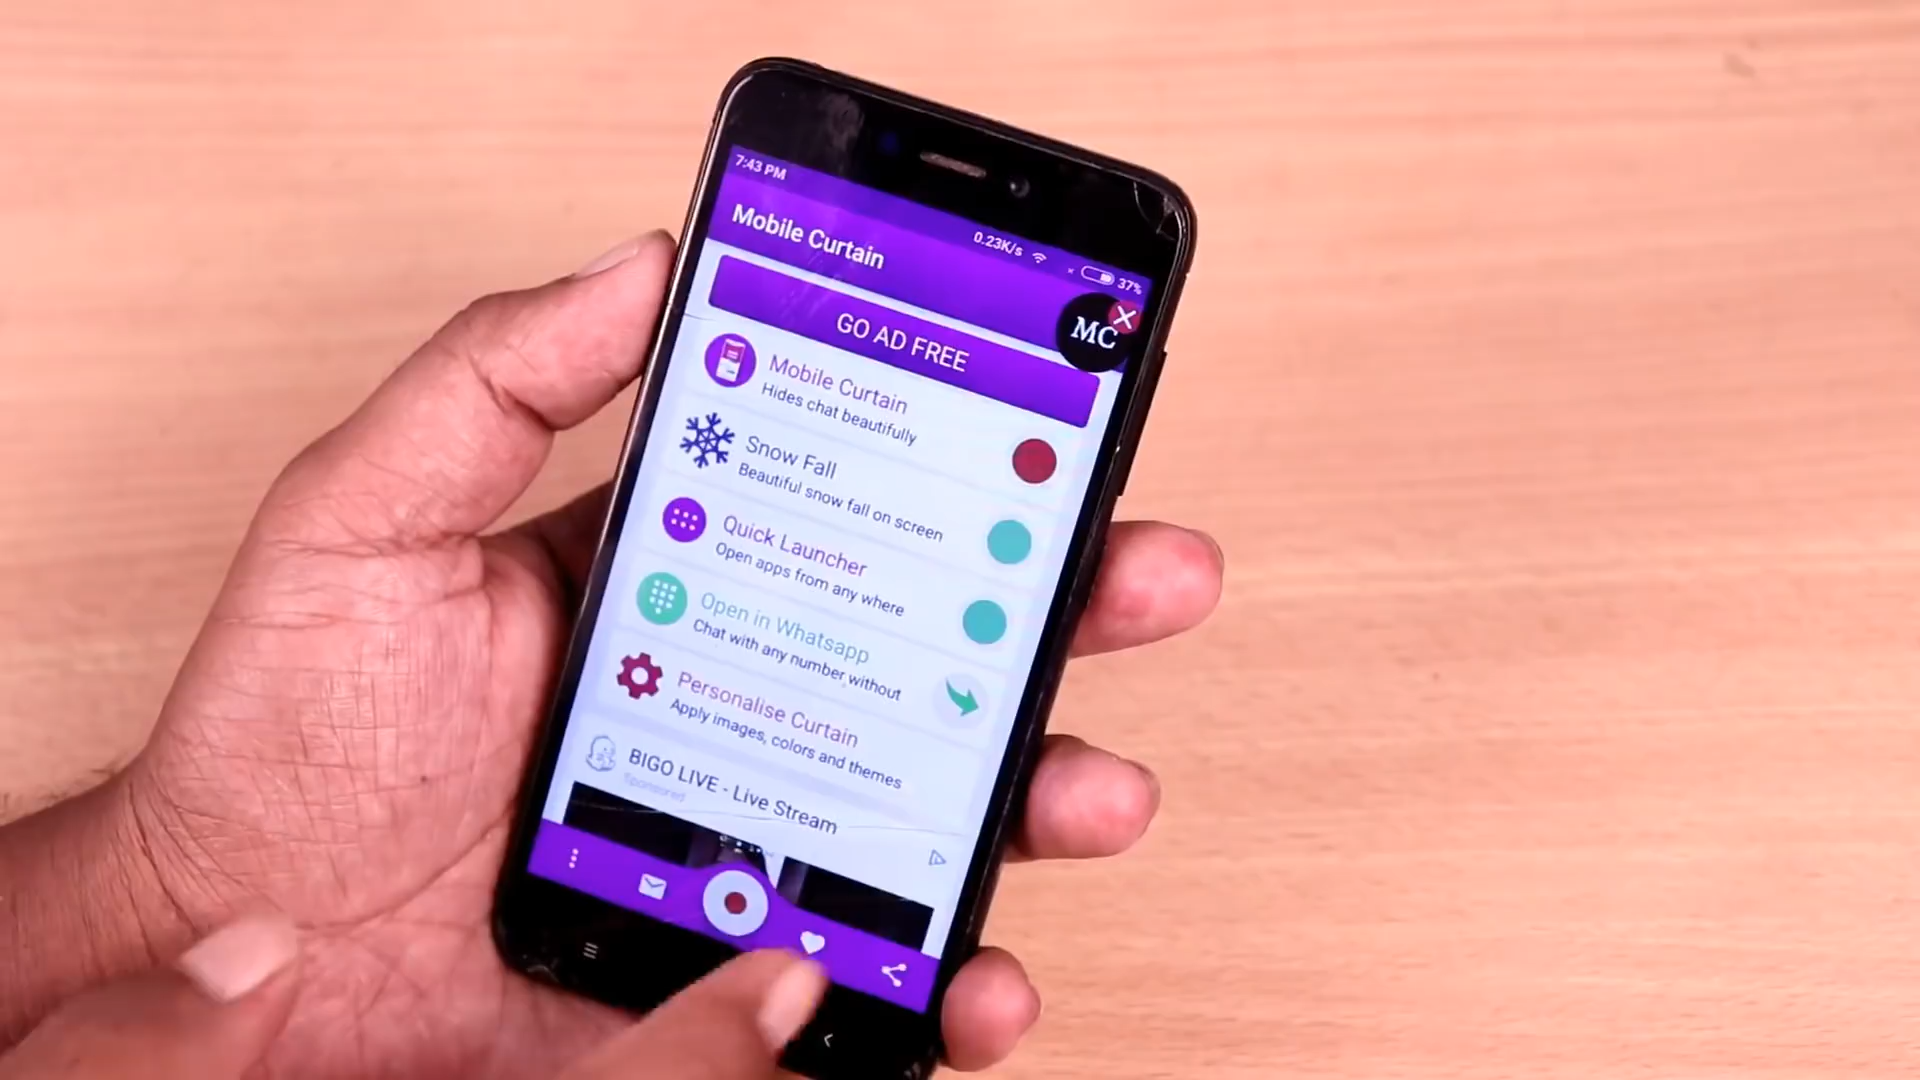 7:43 PM
0.23K/s
37%
Mobile Curtain
MC
GO AD FREE
Mobile Curtain
Hides chat beautifully
Snow Fall
Beautiful snow fall on screen
Quick Launcher
Open apps from any where
Open in Whatsapp
Chat with any number without
Personalise Curtain
Apply images, colors and themes
BIGO LIVE - Live Stream
Sponsored